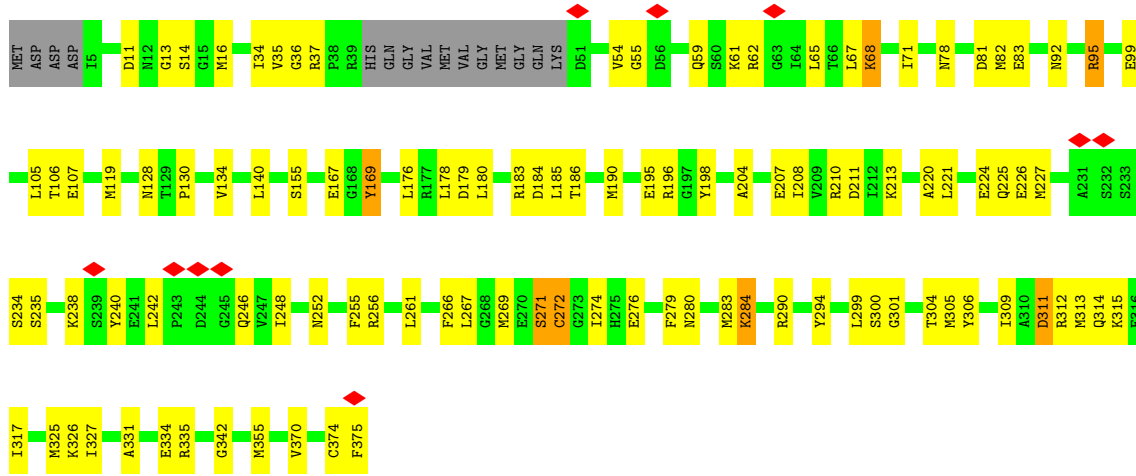 MET ASP ASP ASP I5 D11 N12 G13 S14 G15 M16 I34 V35 G36 R37 P38 R39 HIS GLN GLY VAL MET VAL GLY MET GLY GLN LYS D51 V54 G55 D56 Q59 S60 K61 R62 G63 I64 L65 T66 L67 K68 I71 N78 D81 M82 E83 N92 R95 E99
L105 T106 E107 M119 N128 T129 P130 V134 L140 S155 E167 G168 Y169 L176 R177 L178 D179 L180 R183 D184 L185 T186 M190 E195 R196 G197 Y198 A204 E207 I208 V209 R210 D211 I212 K213 A220 L221 E224 Q225 E226 M227 A231 S232 S233
S234 S235 K238 S239 Y240 E241 L242 P243 D244 G245 Q246 V247 I248 N252 F255 R256 L261 F266 L267 G268 M269 E270 S271 C272 G273 I274 H275 E276 F279 N280 M283 K284 R290 Y294 L299 S300 G301 T304 M305 Y306 I309 A310 D311 R312 M313 Q314 K315 E316
I317 M325 K326 I327 A331 E334 R335 G342 M355 V370 C374 F375